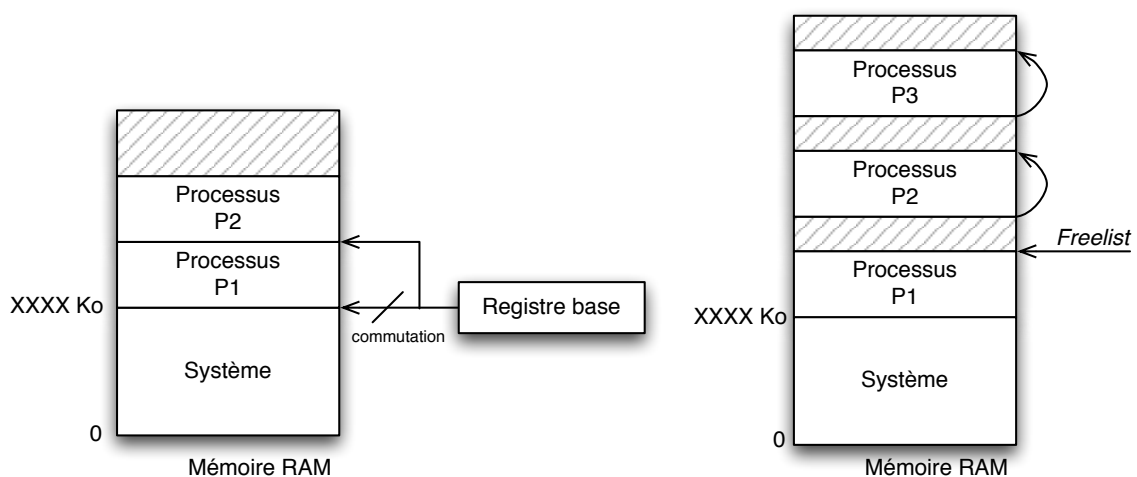 Processus
P2
Processus
P1
XXXX Ko
Registre base
commutation
Système
0
Mémoire RAM
Processus
P3
Processus
P2
Freelist
Processus
P1
XXXX Ko
Système
0
Mémoire RAM